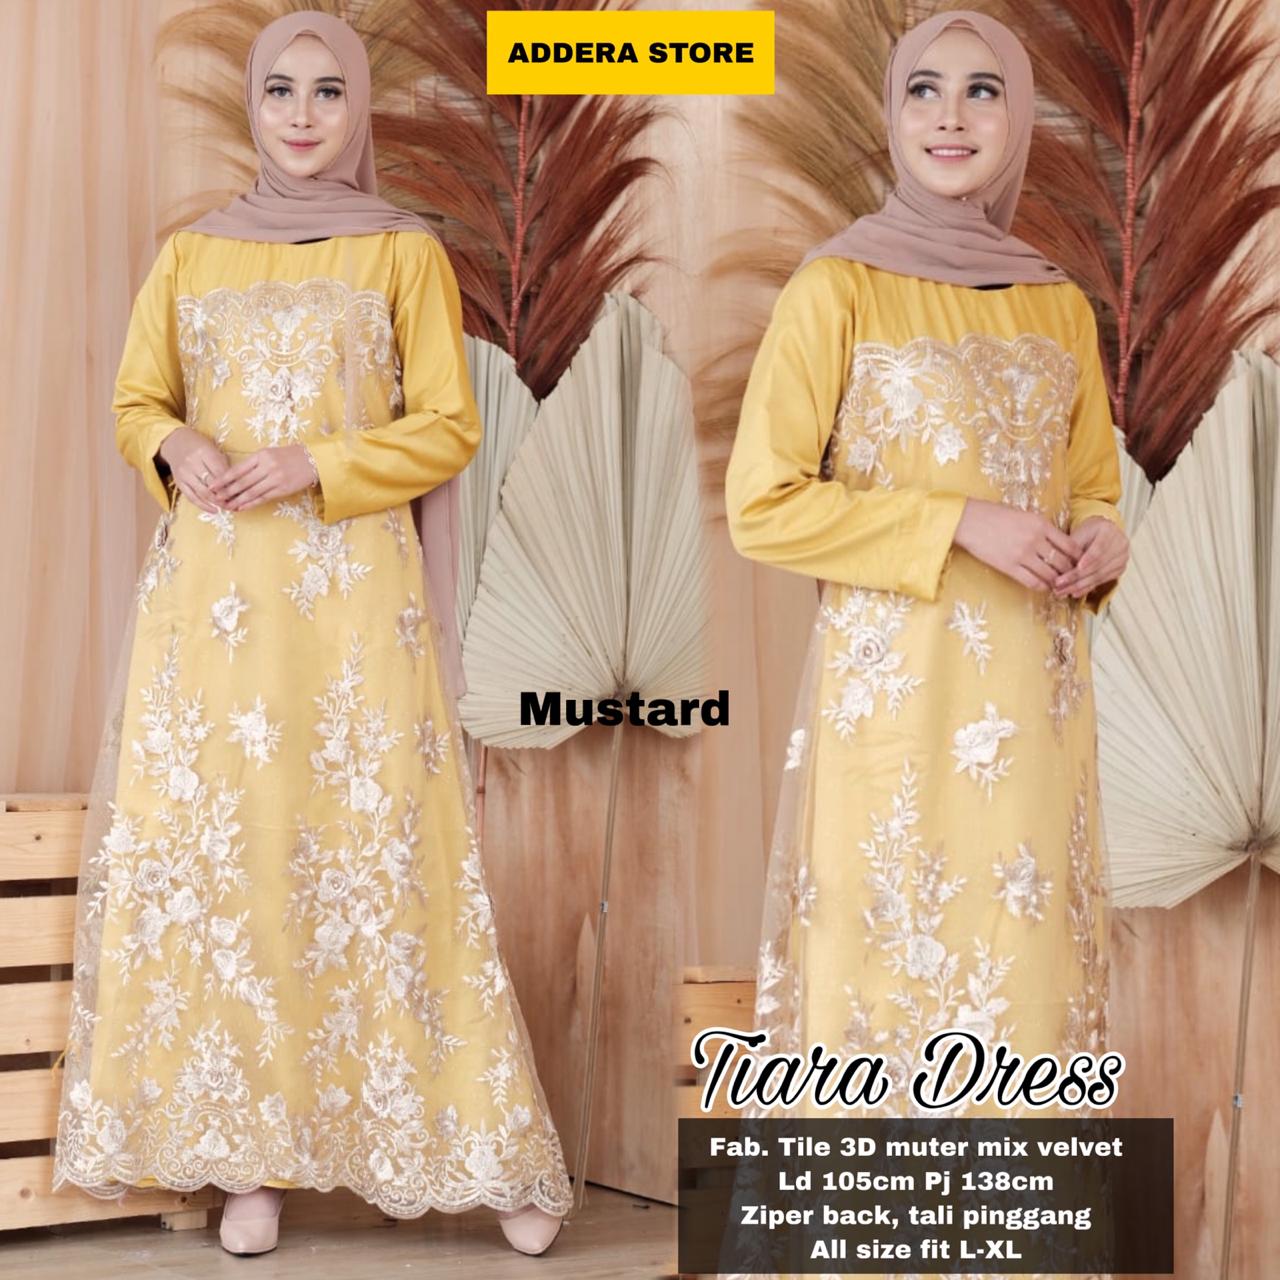 ADDERA STORE
Mustard
Tiara Dress
Fab. Tile 3D muter mix velvet
Ld 105cm Pj 138cm
Ziper back, tali pinggang
All size fit L-XL